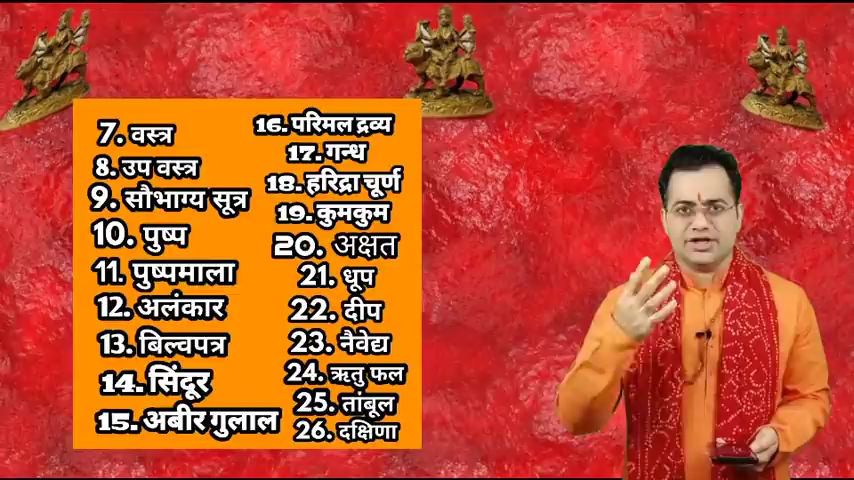 7. वस्त्र
8. उप वस्त्र
9. सौभाग्य सूत्र
10. पुष्प
11. पुष्पमाला
12. अलंकार
13. बिल्वपत्र
14. सिंदूर
15. अबीर गुलाल
16. परिमल द्रव्य
17. गन्ध
18. हरिद्रा चूर्ण
19. कुमकुम
20. अक्षत
21. धूप
22. दीप
23. नैवेद्य
24. ऋतु फल
25. तांबूल
26. दक्षिणा